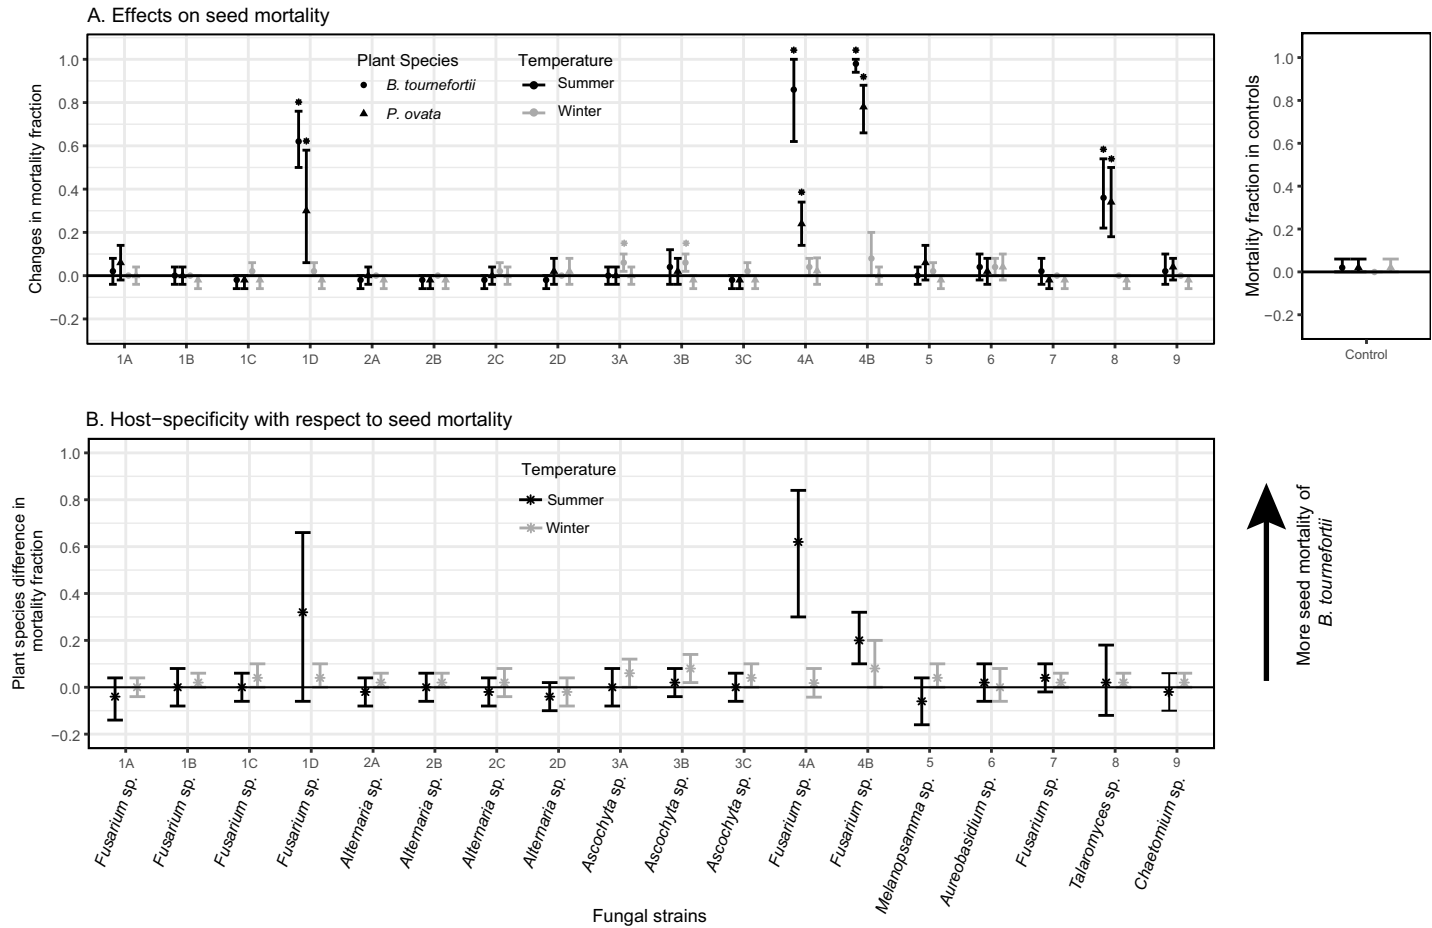 A. Effects on seed mortality
Changes in mortality fraction
1.0
0.8
0.6
0.4
0.2
0.0
−0.2
Plant Species
B. tournefortii
P. ovata
Temperature
Summer
Winter
1A 1B 1C 1D 2A 2B 2C 2D 3A 3B 3C 4A 4B 5 6 7 8 9
Mortality fraction in controls
1.0
0.8
0.6
0.4
0.2
0.0
−0.2
Control
B. Host−specificity with respect to seed mortality
Plant species difference in
mortality fraction
1.0
0.8
0.6
0.4
0.2
0.0
−0.2
Temperature
Summer
Winter
1A 1B 1C 1D 2A 2B 2C 2D 3A 3B 3C 4A 4B 5 6 7 8 9
Fusarium sp.
Fusarium sp.
Fusarium sp.
Fusarium sp.
Alternaria sp.
Alternaria sp.
Alternaria sp.
Alternaria sp.
Ascochyta sp.
Ascochyta sp.
Ascochyta sp.
Fusarium sp.
Fusarium sp.
Melanopsamma sp.
Aureobasidium sp.
Fusarium sp.
Talaromyces sp.
Chaetomium sp.
Fungal strains
More seed mortality of
B. tournefortii